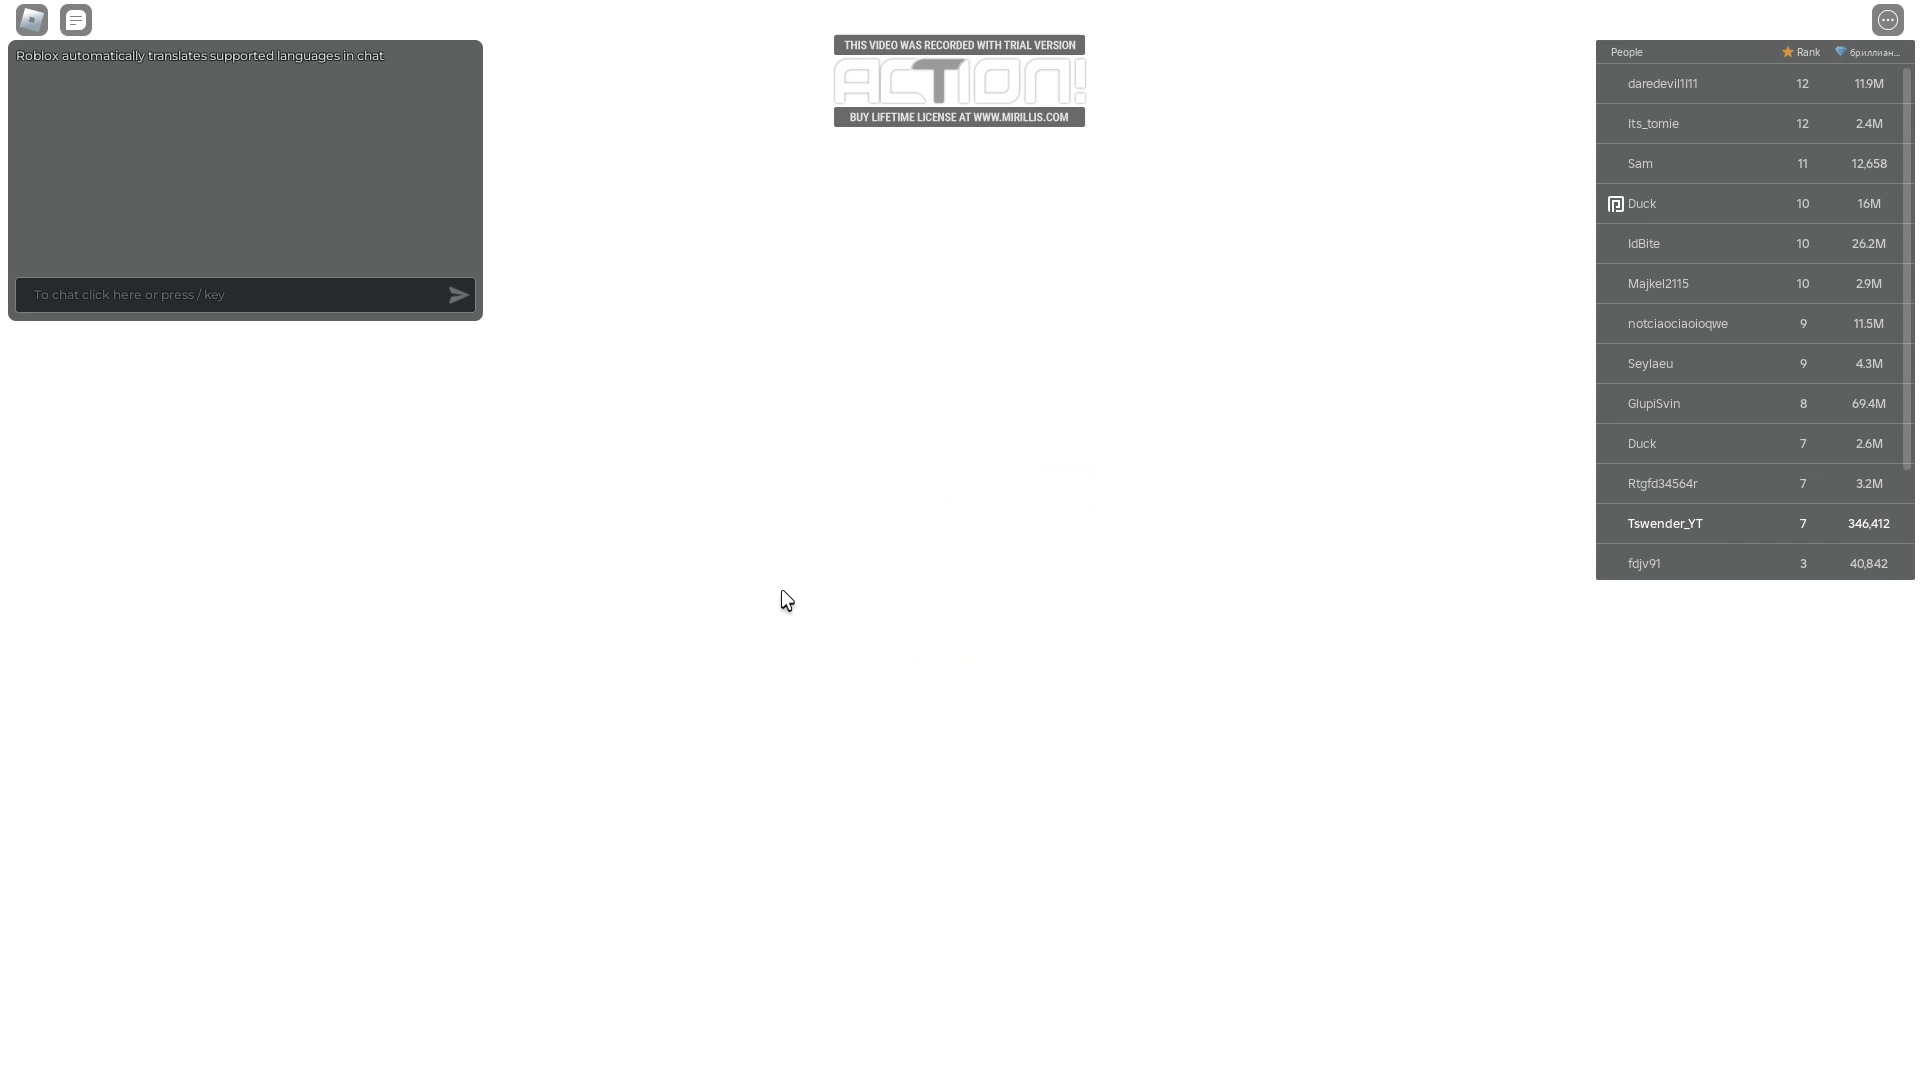 Roblox automatically translates supported languages in chat
To chat click here or press / key
THIS VIDEO WAS RECORDED WITH TRIAL VERSION
ACTION!
BUY LIFETIME LICENSE AT WWW.MIRILLIS.COM
People Rank бриллиан...
daredevil1l11 12 11.9M
Its_tomie 12 2.4M
Sam 11 12,658
Duck 10 16M
IdBite 10 26.2M
Majkel2115 10 2.9M
notciaociaoioqwe 9 11.5M
Seylaeu 9 4.3M
GlupiSvin 8 69.4M
Duck 7 2.6M
Rtgfd34564r 7 3.2M
Tswender_YT 7 346,412
fdjv91 3 40,842